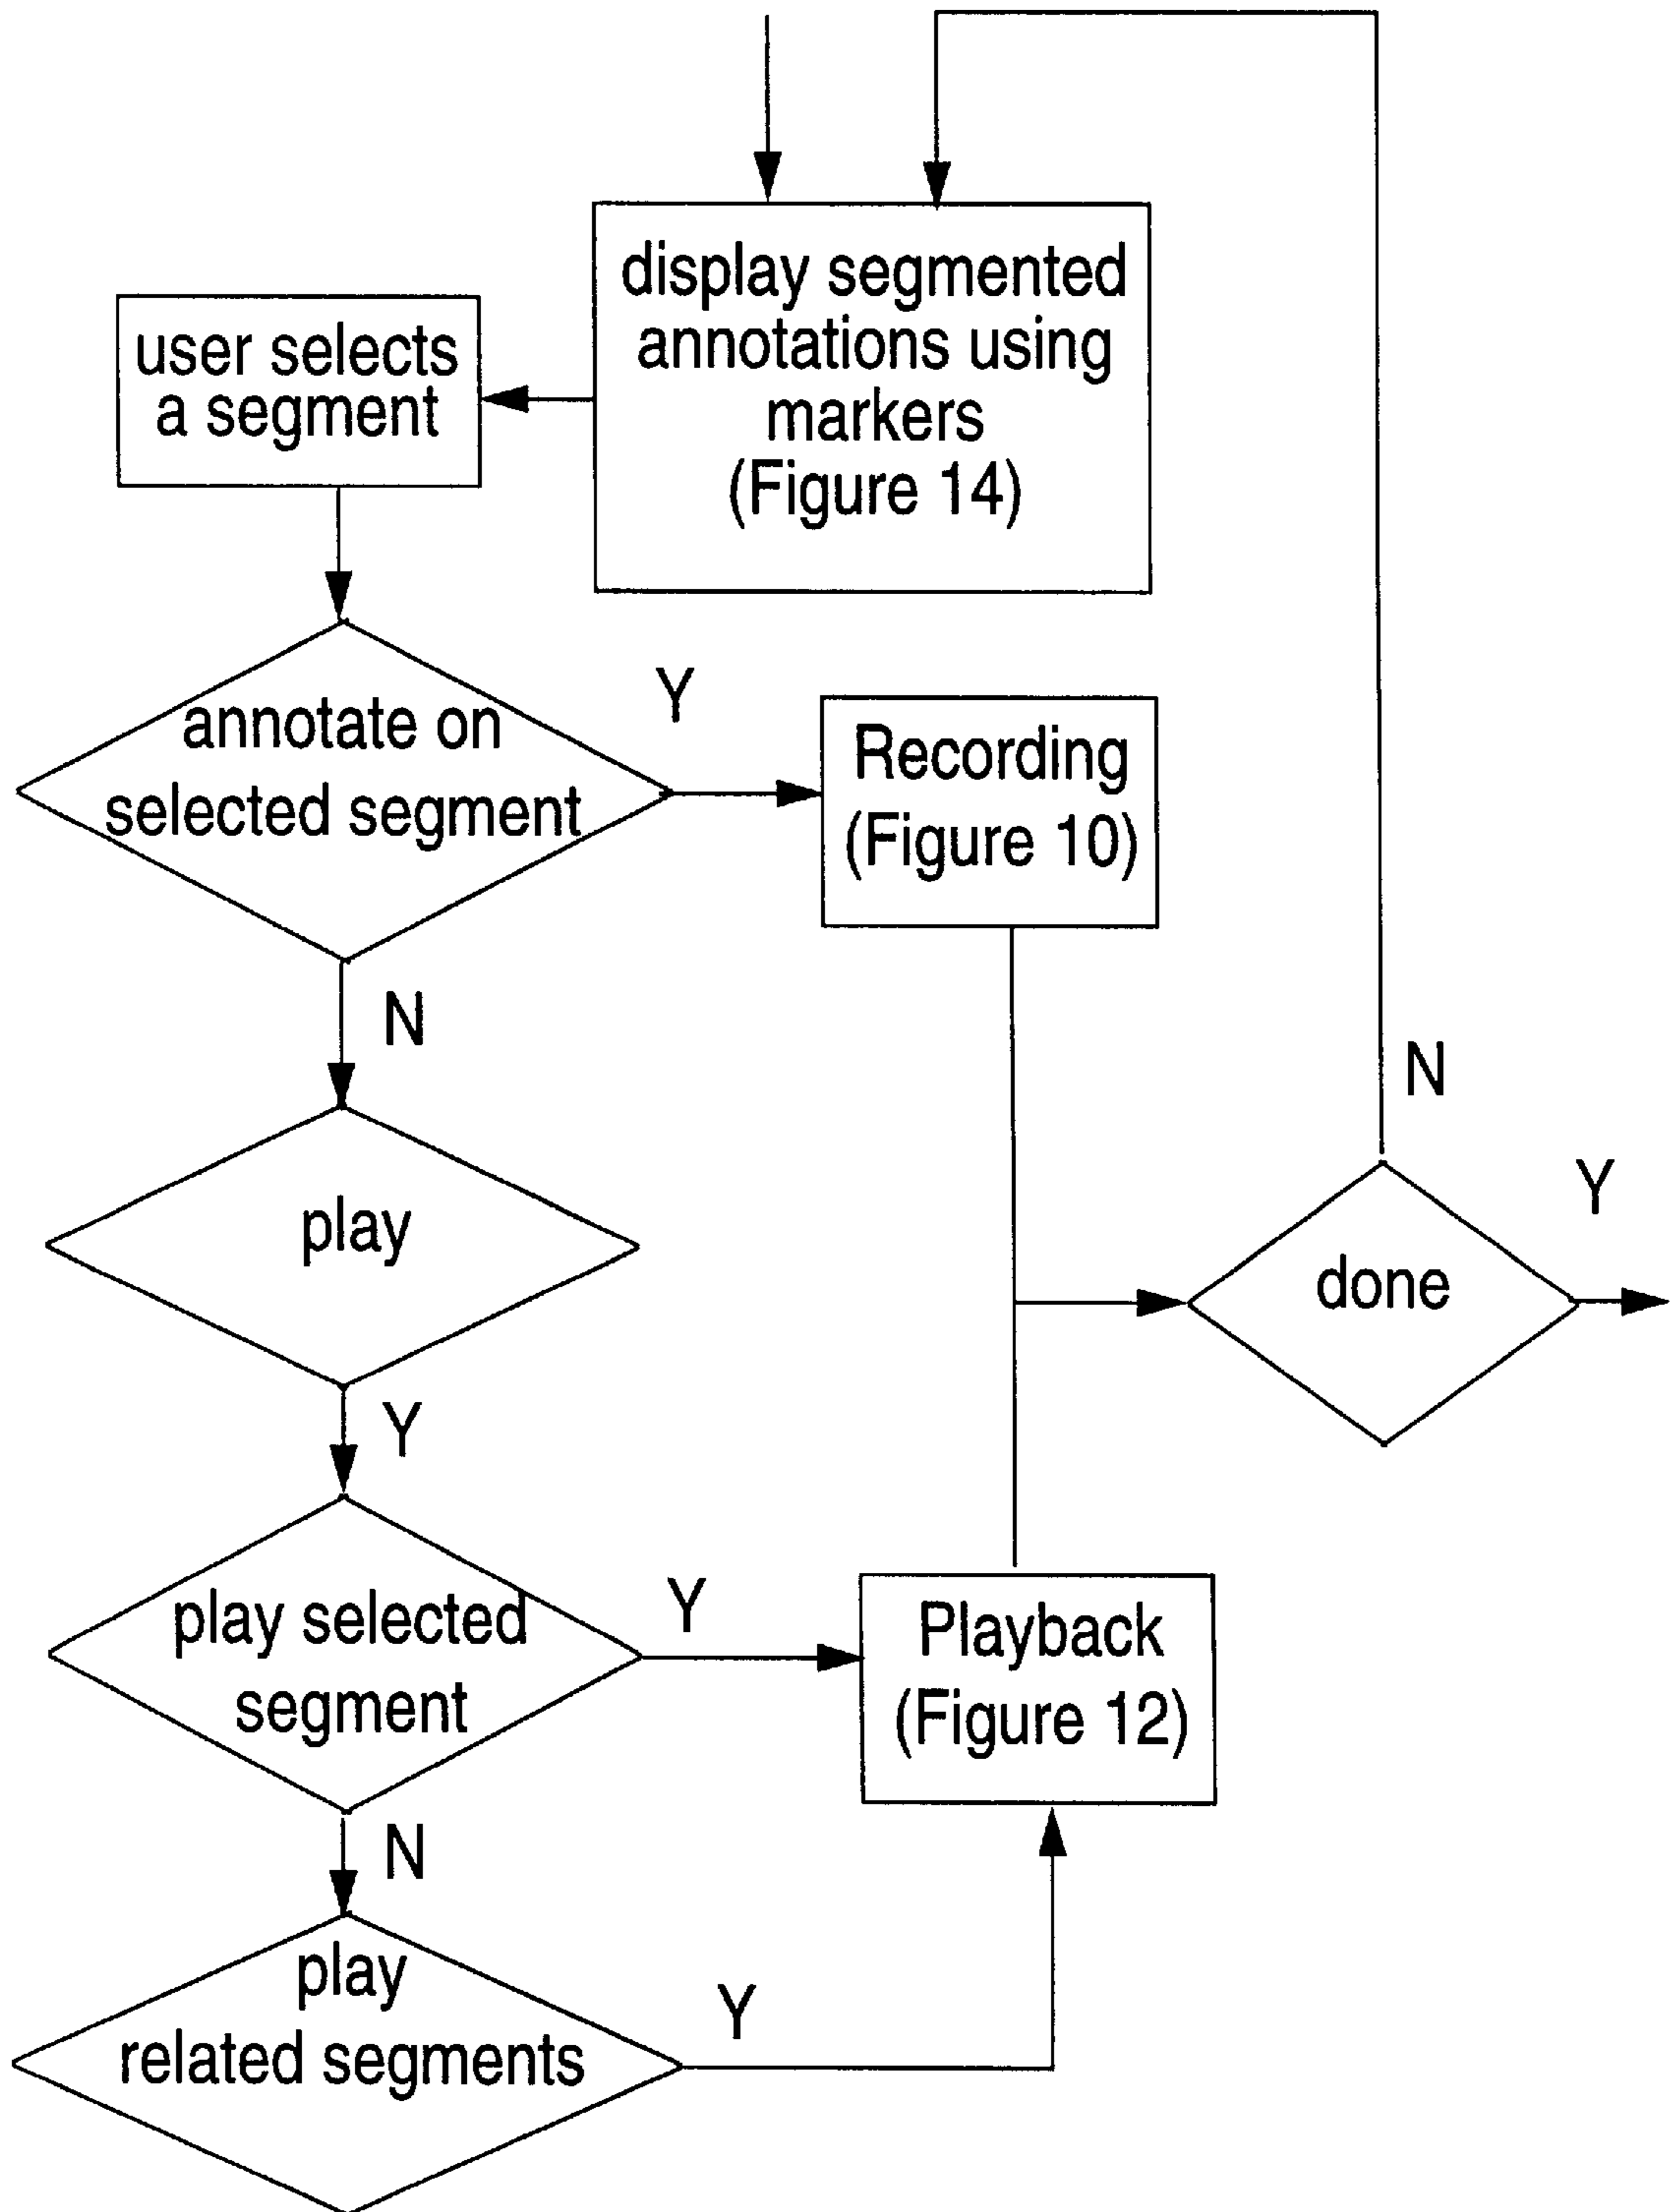 display segmented
annotations using
markers
(Figure 14)
user selects
a segment
annotate on
selected segment
Y
Recording
(Figure 10)
N
play
N
done
Y
Y
play selected
segment
Y
Playback
(Figure 12)
N
play
related segments
Y